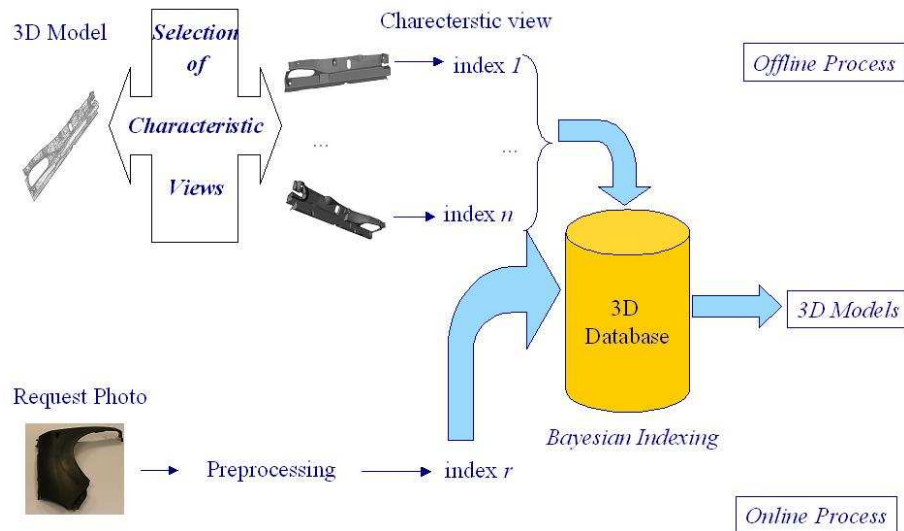 3D Model
Selection
of
Characteristic
Views
Charecterstic view
index 1
...
...
index n
Offline Process
3D
Database
3D Models
Bayesian Indexing
Request Photo
Preprocessing
index r
Online Process